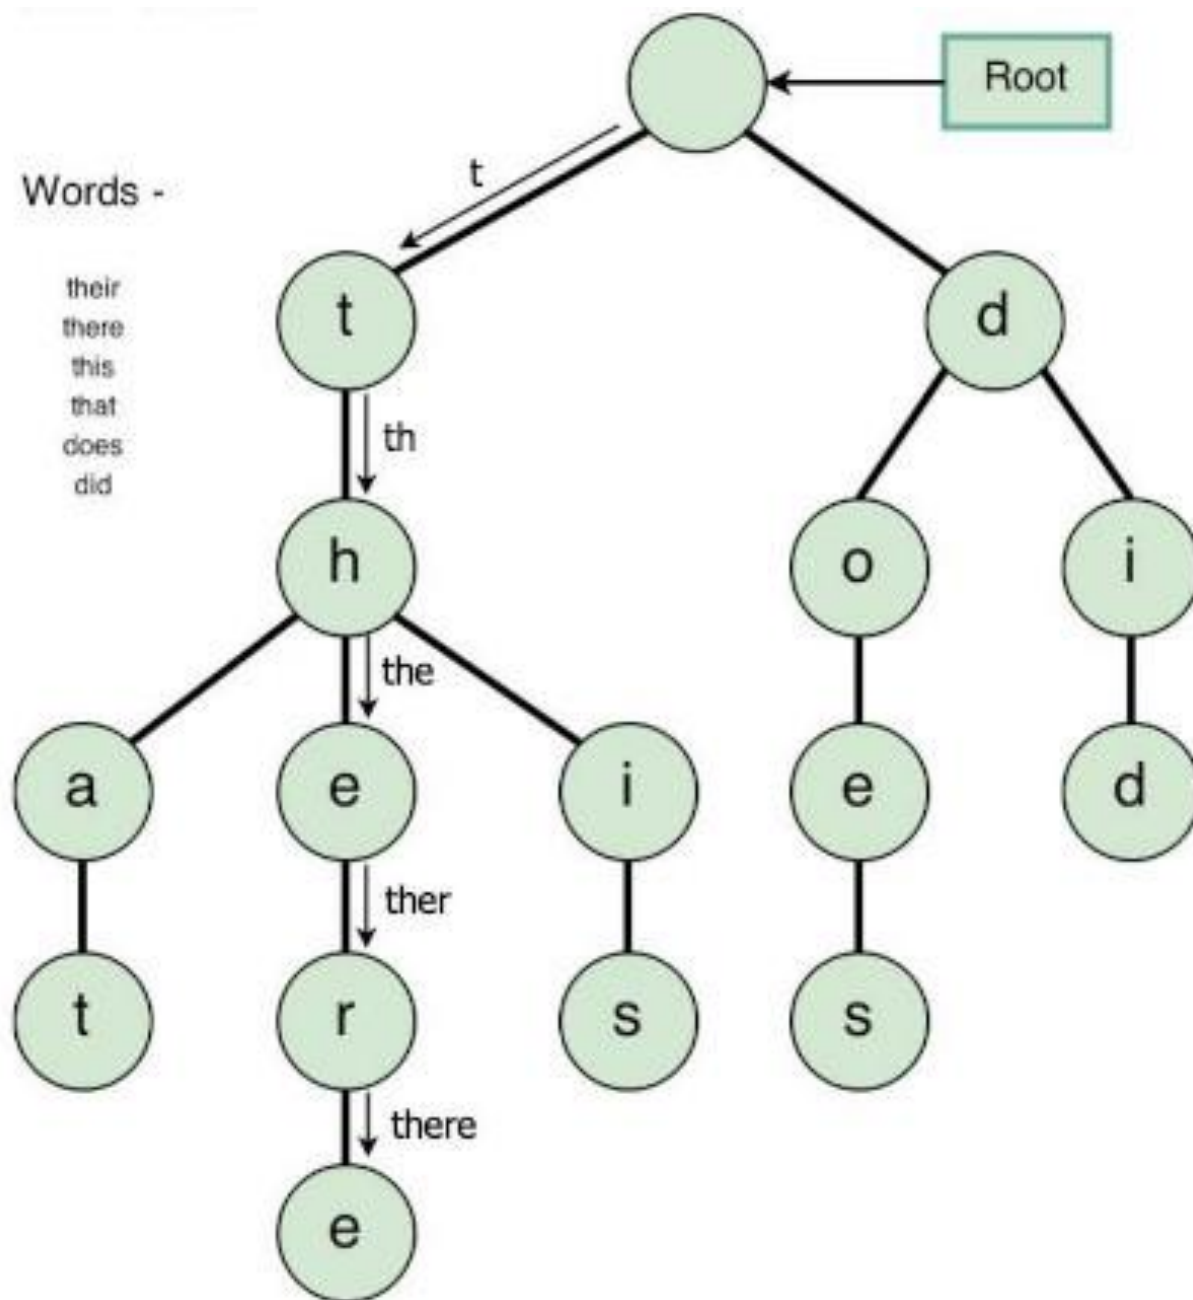 Root
t
Words -
their
there
this
that
does
did
t
d
th
h
o
i
the
a
e
i
e
d
ther
t
r
s
s
there
e